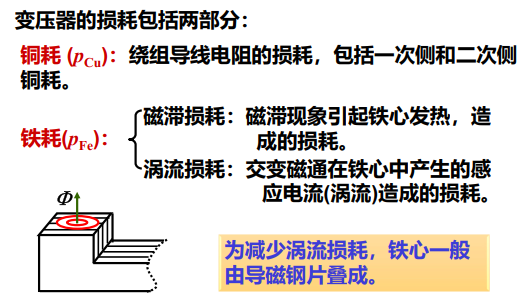 变压器的损耗包括两部分：
铜耗 (pCu)：绕组导线电阻的损耗，包括一次侧和二次侧
铜耗。
磁滞损耗：磁滞现象引起铁心发热，造
成的损耗。
铁耗(pFe)：
涡流损耗：交变磁通在铁心中产生的感
应电流(涡流)造成的损耗。
Φ
为减少涡流损耗，铁心一般
由导磁钢片叠成。